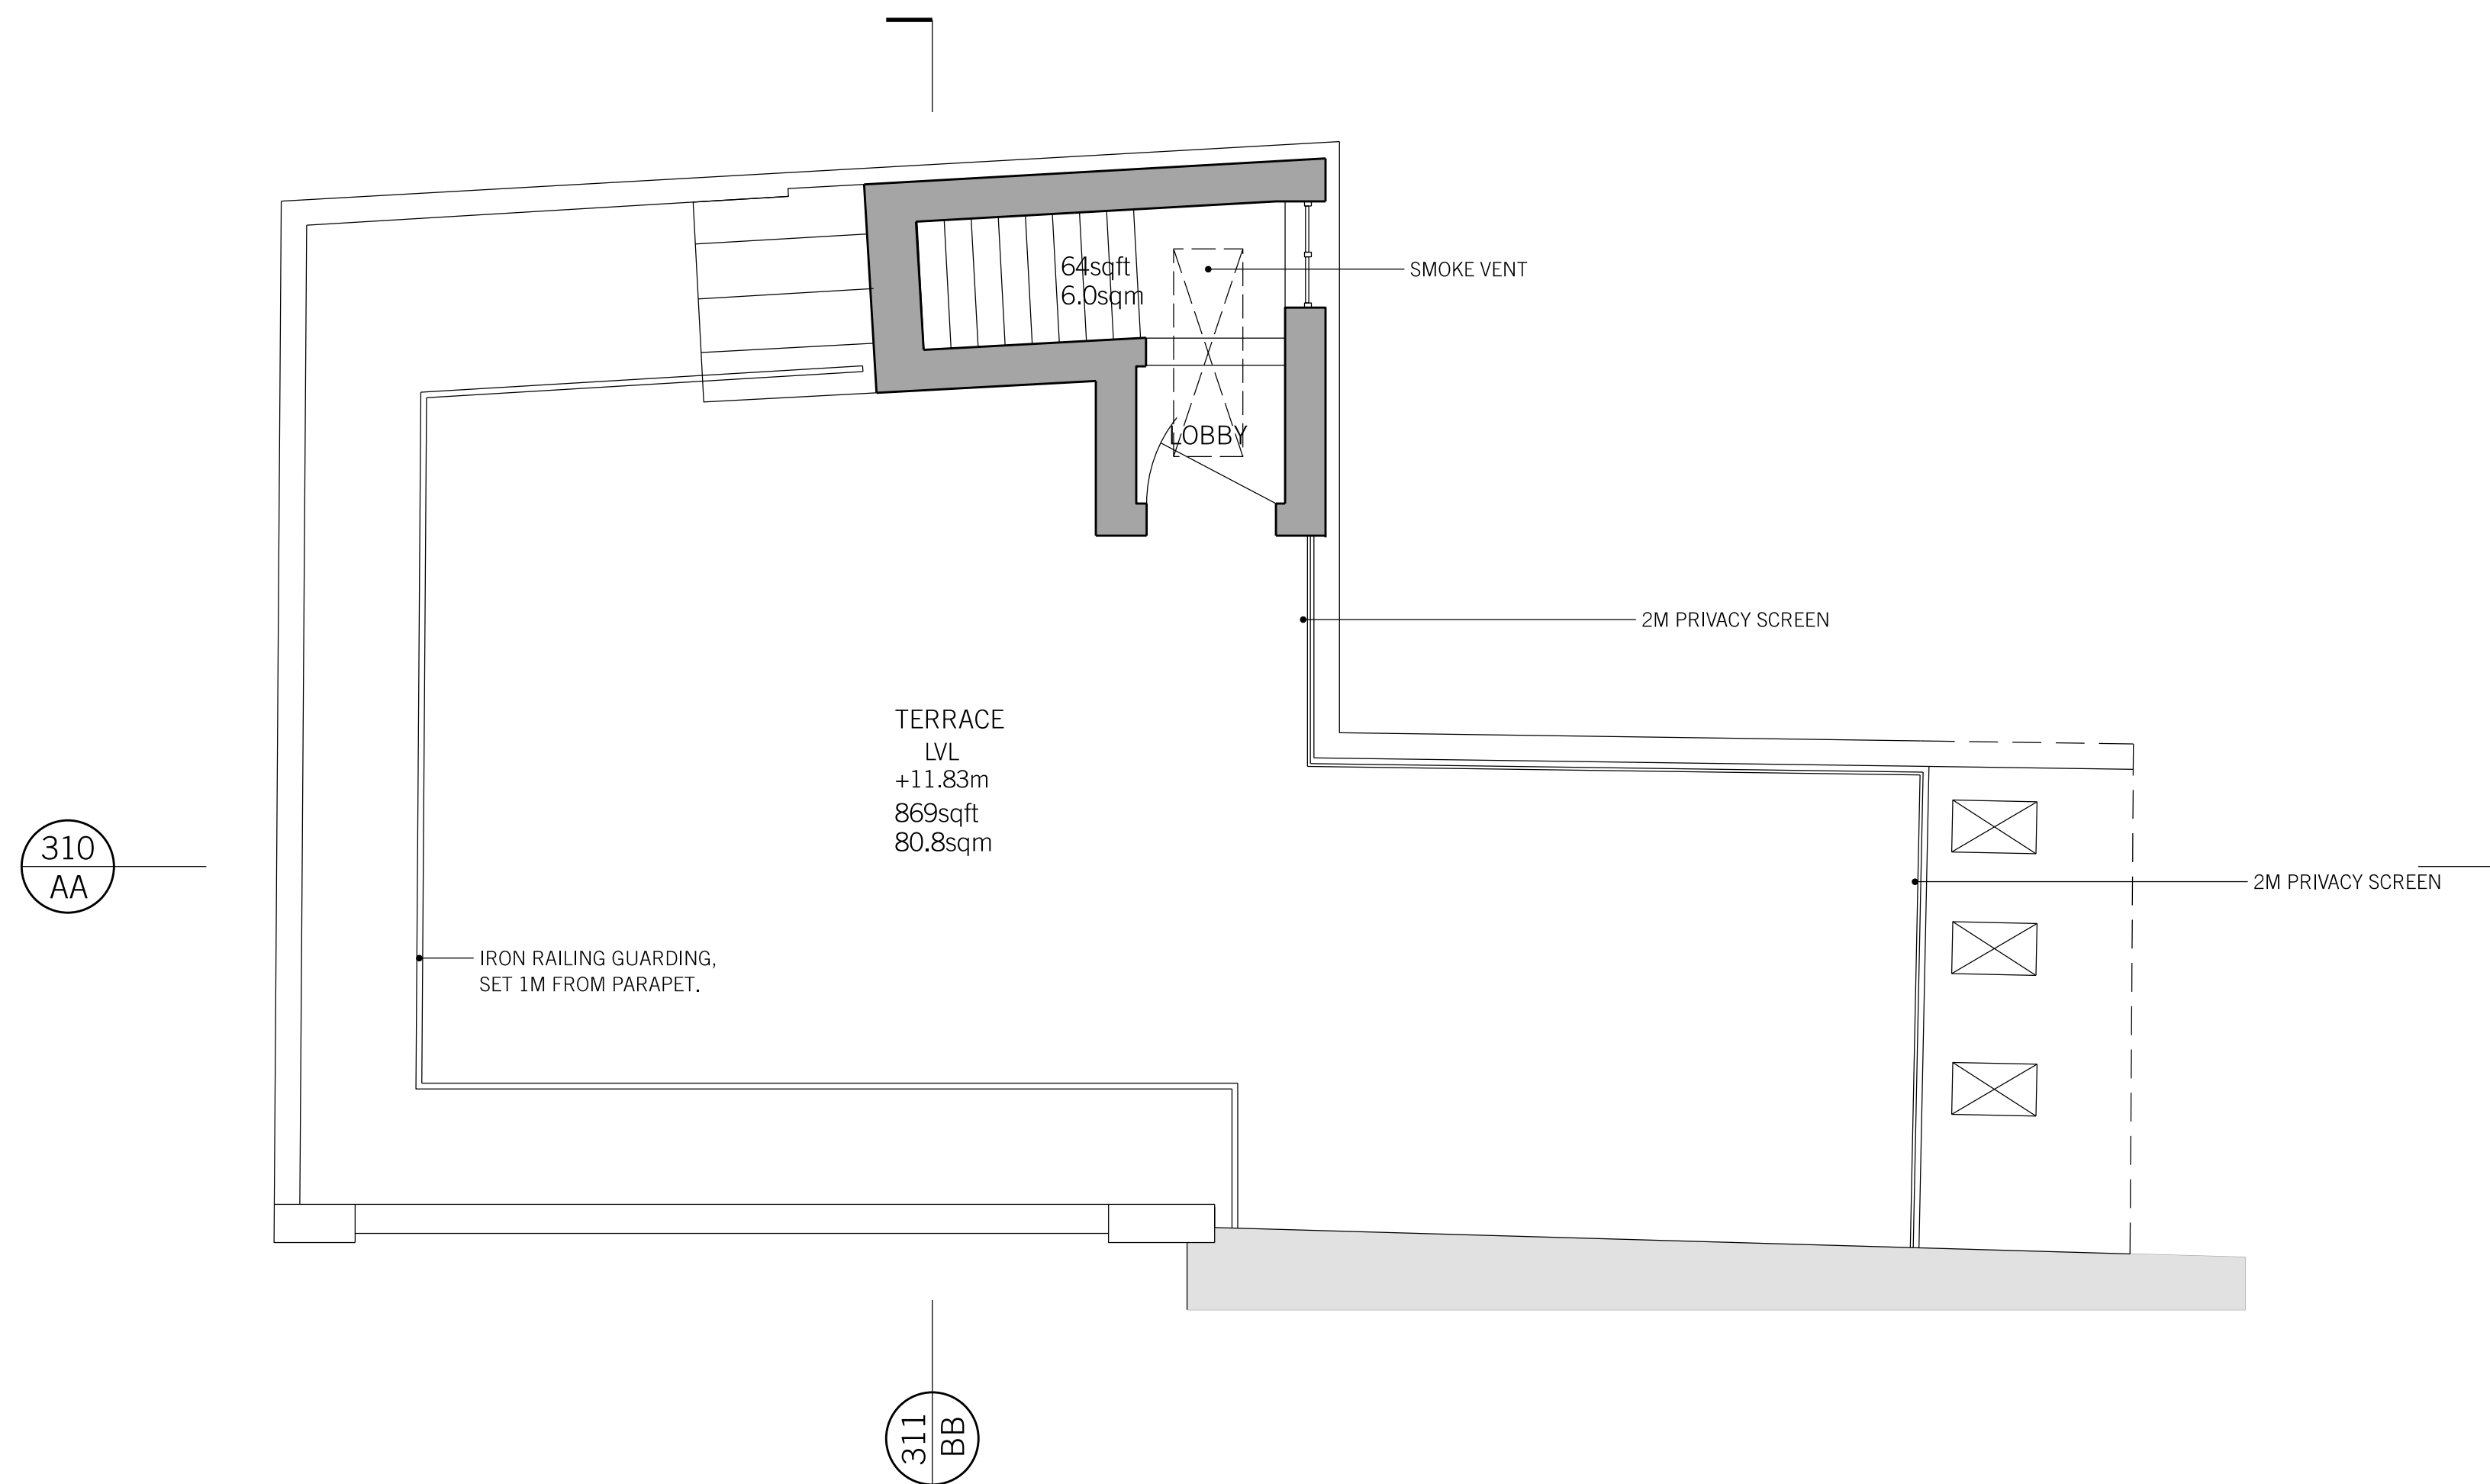 64sqft
6.0sqm
SMOKE VENT
LOBBY
2M PRIVACY SCREEN
TERRACE
LVL
+11.83m
869sqft
80.8sqm
310
AA
2M PRIVACY SCREEN
IRON RAILING GUARDING,
SET 1M FROM PARAPET.
311
BB